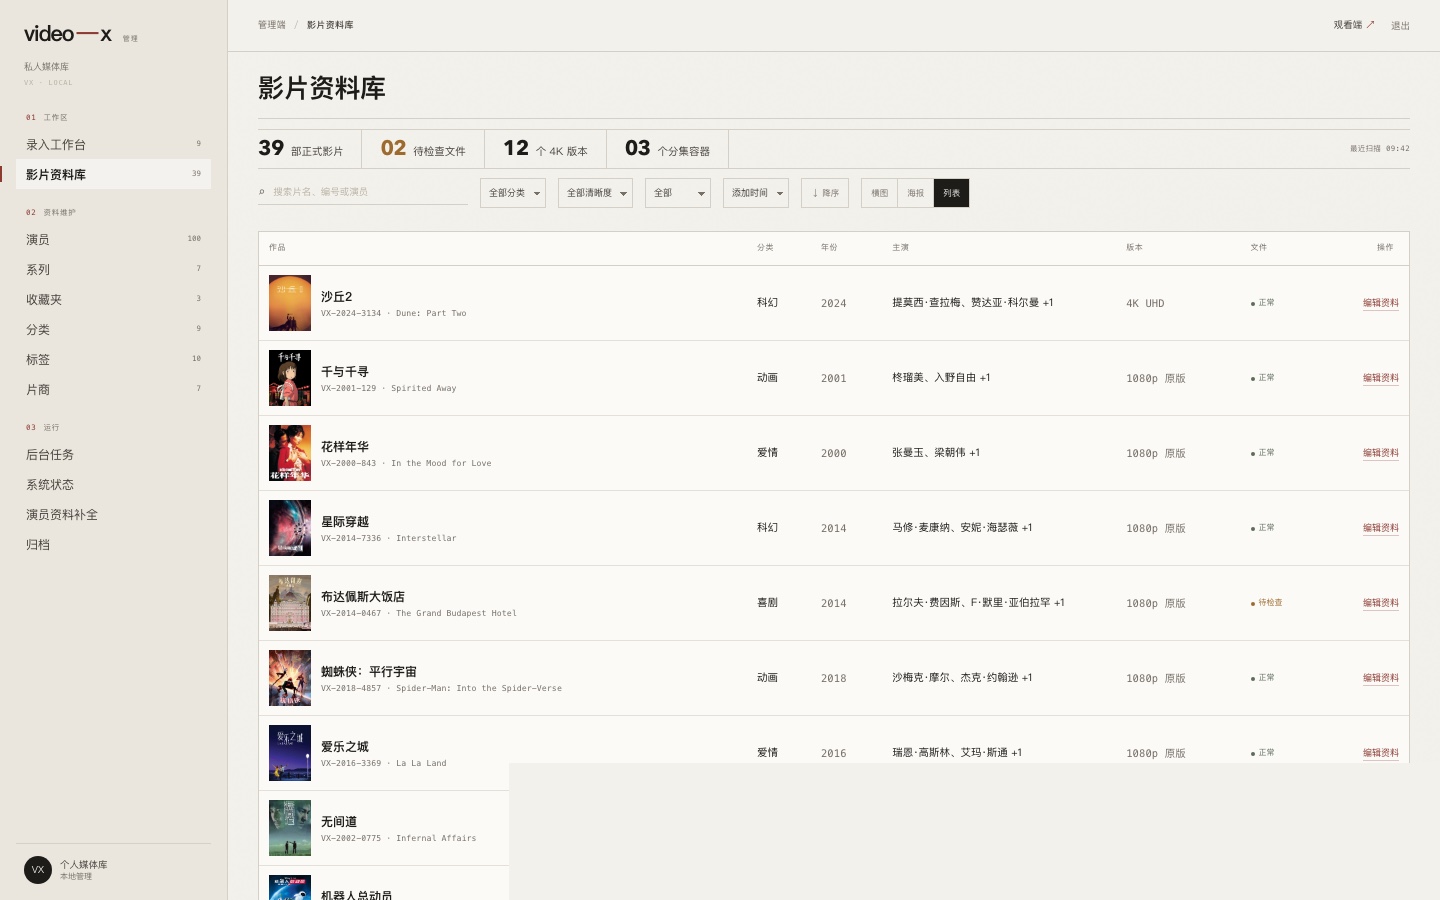 video—x 管理
私人媒体库
VX · LOCAL
01 工作区
录入工作台 9
影片资料库 39
02 资料维护
演员 100
系列 7
收藏夹 3
分类 9
标签 10
片商 7
03 运行
后台任务
系统状态
演员资料补全
归档
VX 个人媒体库
本地管理
管理端 / 影片资料库
观看端 ↗ 退出
影片资料库
39 部正式影片 02 待检查文件 12 个 4K 版本 03 个分集容器 最近扫描 09:42
搜索片名、编号或演员 全部分类 全部清晰度 全部 添加时间 ↓ 降序 横图 海报 列表
作品 分类 年份 主演 版本 文件 操作
沙丘2 科幻 2024 提莫西·查拉梅、赞达亚·科尔曼 +1 4K UHD 正常 编辑资料
VX-2024-3134 · Dune: Part Two
千与千寻
千与千寻 动画 2001 柊瑠美、入野自由 +1 1080p 原版 正常 编辑资料
VX-2001-129 · Spirited Away
花样年华 爱情 2000 张曼玉、梁朝伟 +1 1080p 原版 正常 编辑资料
VX-2000-843 · In the Mood for Love
花样年华
星际穿越 科幻 2014 马修·麦康纳、安妮·海瑟薇 +1 1080p 原版 正常 编辑资料
VX-2014-7336 · Interstellar
布达佩斯大饭店 喜剧 2014 拉尔夫·费因斯、F·默里·亚伯拉罕 +1 1080p 原版 待检查 编辑资料
VX-2014-0467 · The Grand Budapest Hotel
蜘蛛侠：平行宇宙 动画 2018 沙梅克·摩尔、杰克·约翰逊 +1 1080p 原版 正常 编辑资料
VX-2018-4857 · Spider-Man: Into the Spider-Verse
爱乐之城
爱乐之城 爱情 2016 瑞恩·高斯林、艾玛·斯通 +1 1080p 原版 正常 编辑资料
VX-2016-3369 · La La Land
无间道
VX-2002-0775 · Infernal Affairs
机器人总动员